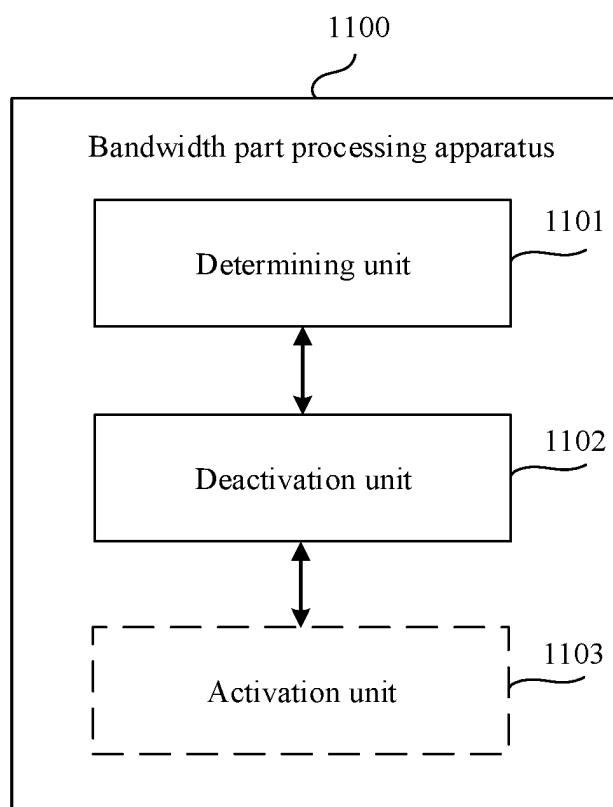 1100
Bandwidth part processing apparatus
1101
Determining unit
1102
Deactivation unit
1103
Activation unit